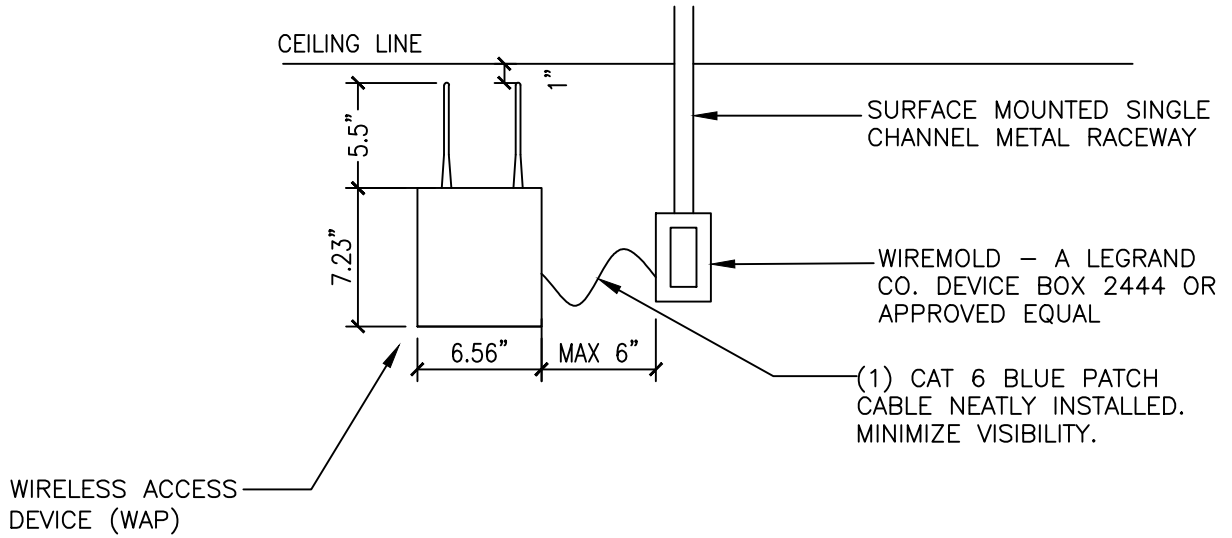 CEILING LINE
1”
5.5”
SURFACE MOUNTED SINGLE
CHANNEL METAL RACEWAY
7.23”
WIREMOLD – A LEGRAND
CO. DEVICE BOX 2444 OR
APPROVED EQUAL
6.56”
MAX 6”
(1) CAT 6 BLUE PATCH
CABLE NEATLY INSTALLED.
MINIMIZE VISIBILITY.
WIRELESS ACCESS
DEVICE (WAP)